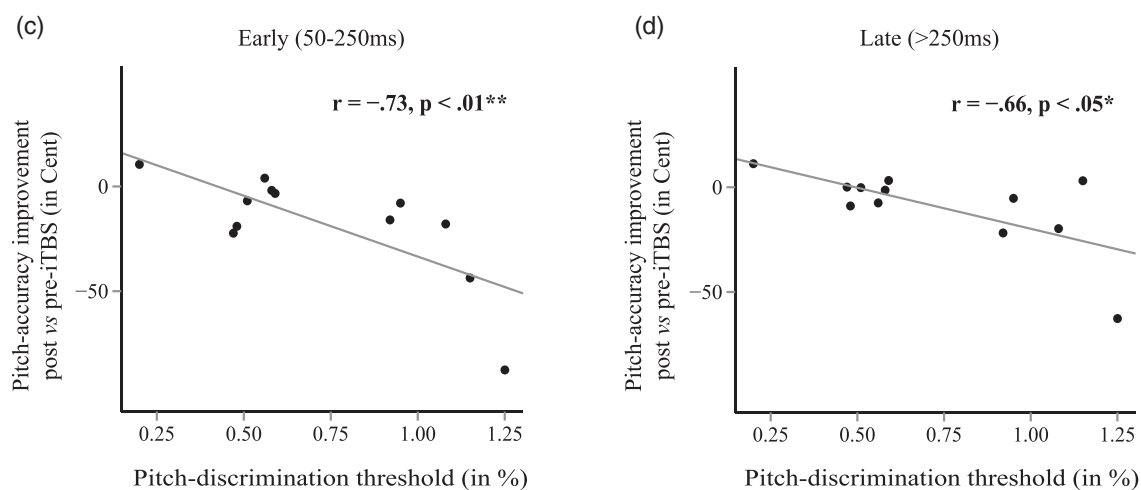 (c)
Early (50-250ms)
r = −.73, p < .01**
Pitch-accuracy improvement
post vs pre-iTBS (in Cent)
0
−50
0.25 0.50 0.75 1.00 1.25
Pitch-discrimination threshold (in %)
(d)
Late (>250ms)
r = −.66, p < .05*
Pitch-accuracy improvement
post vs pre-iTBS (in Cent)
0
−50
0.25 0.50 0.75 1.00 1.25
Pitch-discrimination threshold (in %)